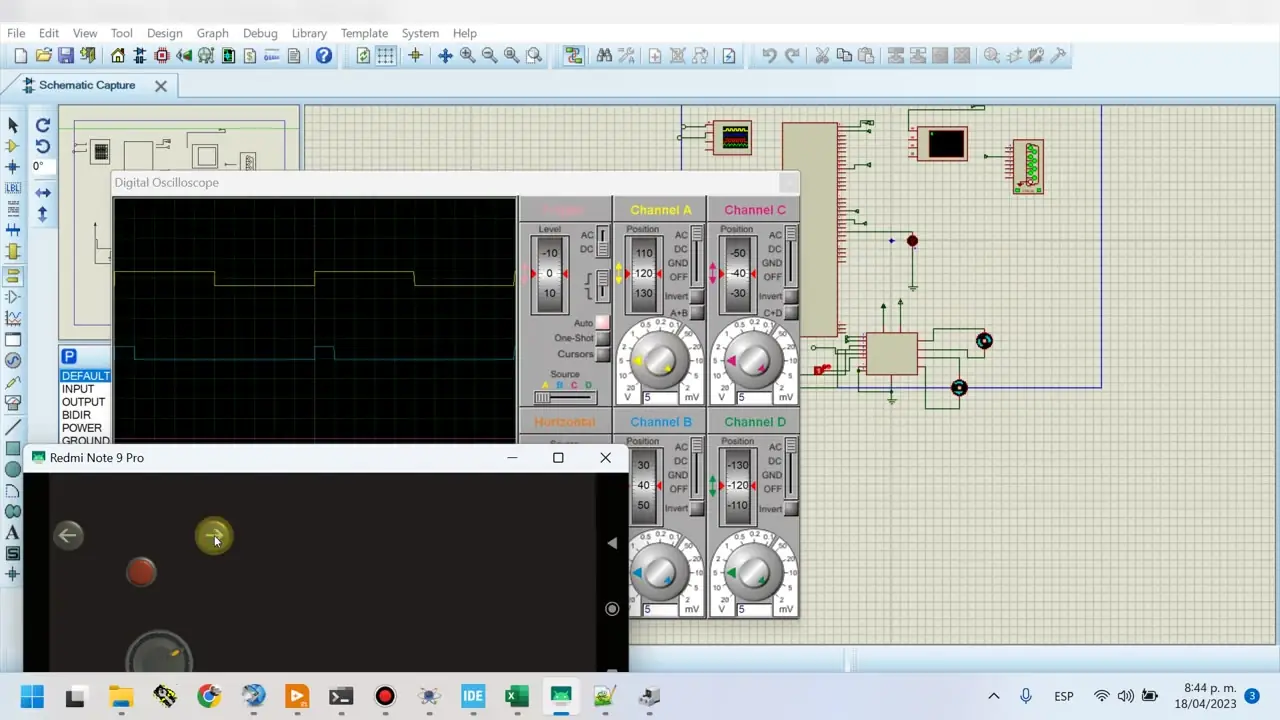 File Edit View Tool Design Graph Debug Library Template System Help
Schematic Capture
0°
LBL
Digital Oscilloscope
Channel A
Channel C
Level
AC
DC
-10
0
10
Auto
One-Shot
Cursors
Source
A B C D
Position
110
120
130
AC
DC
GND
OFF
Invert
A+B
V 5 mV
Position
-50
-40
-30
AC
DC
GND
OFF
Invert
C+D
V 5 mV
Horizontal
Channel B
Channel D
Position
30
40
50
AC
DC
GND
OFF
Invert
5 mV
Position
-130
-120
-110
AC
DC
GND
OFF
Invert
V 5 mV
P
DEFAULT
INPUT
OUTPUT
BIDIR
POWER
GROUND
A
S
Redmi Note 9 Pro
IDE
ESP
8:44 p. m.
18/04/2023
3